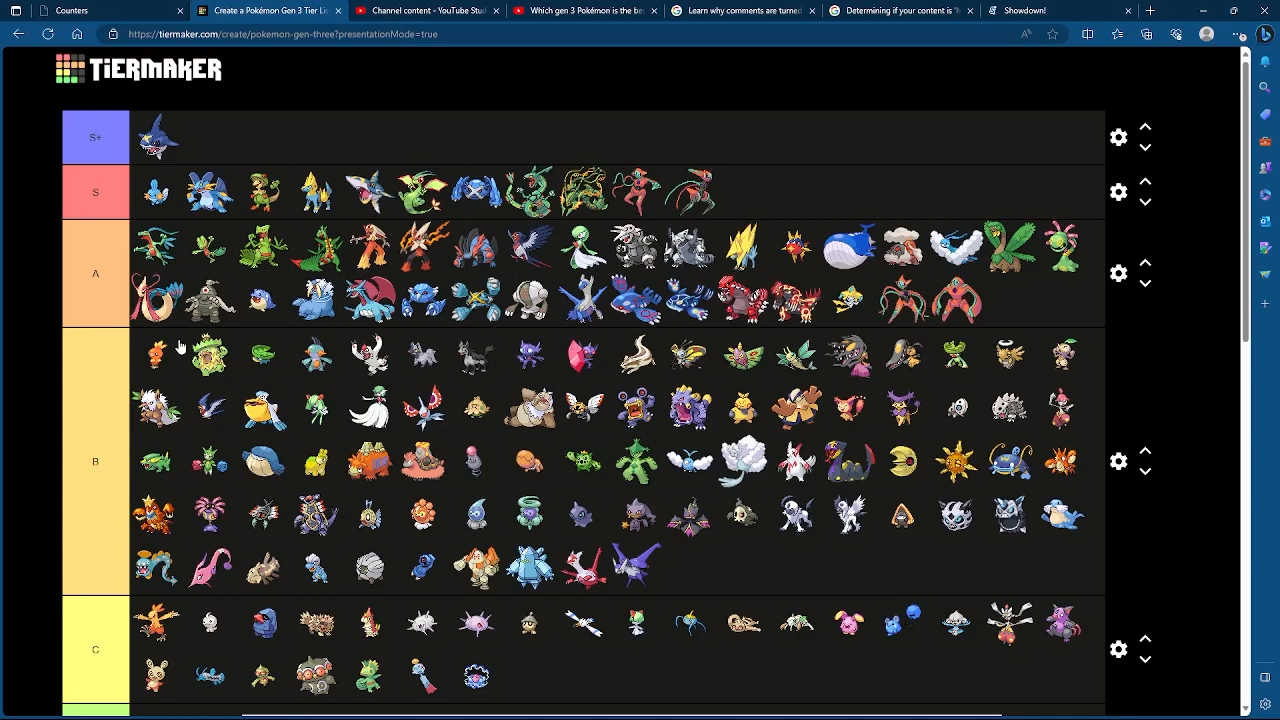 Counters
Create a Pokémon Gen 3 Tier Li
Channel content - YouTube Stud
Which gen 3 Pokémon is the be
Learn why comments are turned
Determining if your content is "
Showdown!
https://tiermaker.com/create/pokemon-gen-three?presentationMode=true
TiERMAKER
S+
S
A
B
C